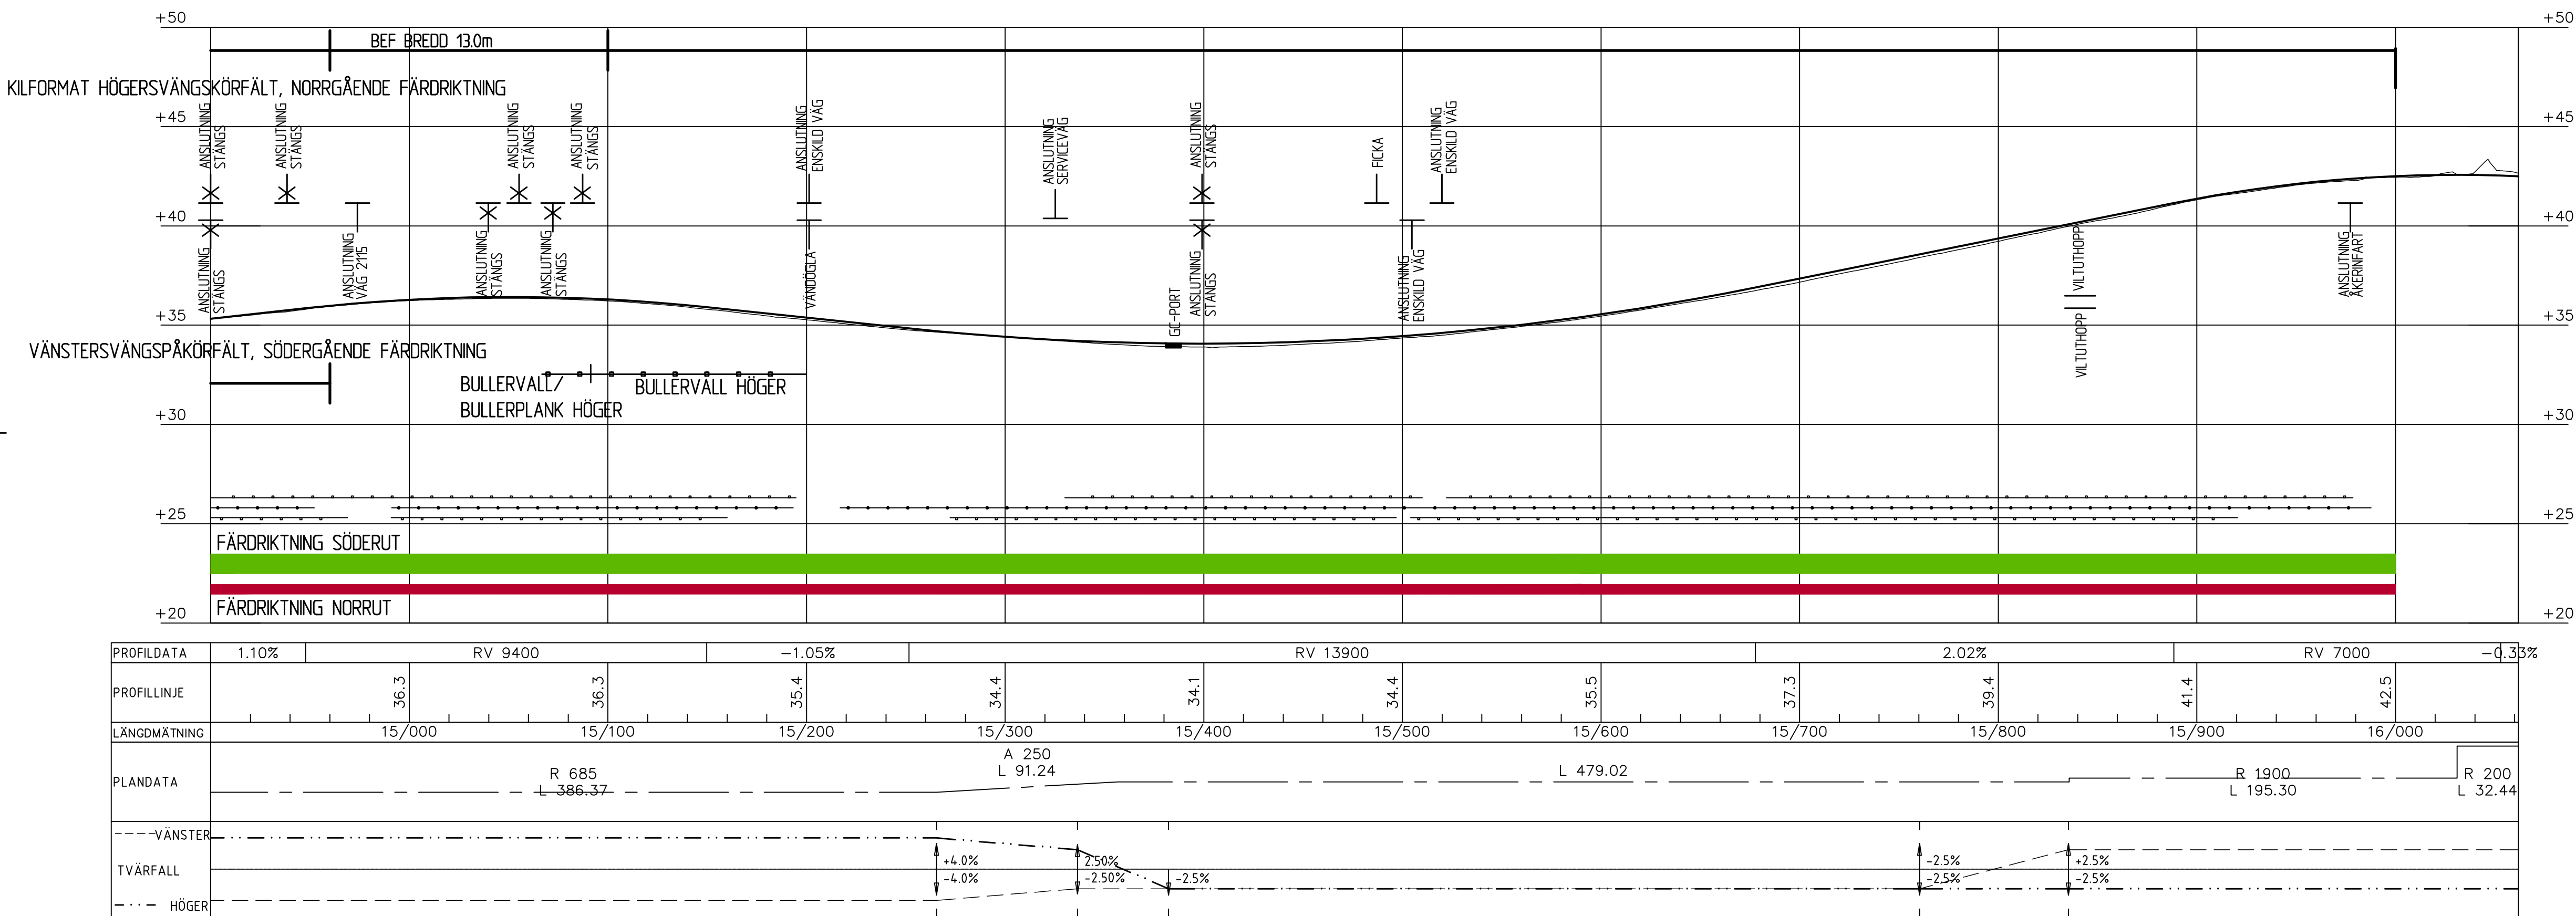 +50
+50
BEF BREDD 13.0m
KILFORMAT HÖGERSVÄNGSKÖRFÄLT, NORRGÅENDE FÄRDRIKTNING
+45
+45
ANSLUTNING
STÄNGS
ANSLUTNING
STÄNGS
ANSLUTNING
STÄNGS
ANSLUTNING
STÄNGS
ANSLUTNING
ENSKILD VÄG
ANSLUTNING
SERVICEVÄG
ANSLUTNING
STÄNGS
FICKA
ANSLUTNING
ENSKILD VÄG
+40
+40
ANSLUTNING
STÄNGS
ANSLUTNING
VÄG 2115
ANSLUTNING
STÄNGS
ANSLUTNING
STÄNGS
VÄNDÖGLA
GC-PORT
ANSLUTNING
STÄNGS
ANSLUTNING
ENSKILD VÄG
VILTUTHOPP
VILTUTHOPP
ANSLUTNING
ÅKERINFART
+35
+35
VÄNSTERSVÄNGSPÅKÖRFÄLT, SÖDERGÅENDE FÄRDRIKTNING
BULLERVALL/
BULLERPLANK HÖGER
BULLERVALL HÖGER
+30
+30
+25
+25
FÄRDRIKTNING SÖDERUT
FÄRDRIKTNING NORRUT
+20
+20
PROFILDATA 1.10% RV 9400 -1.05% RV 13900 2.02% RV 7000 -0.33%
PROFILLINJE 36.3 36.3 35.4 34.4 34.1 34.4 35.5 37.3 39.4 41.4 42.5
LÄNGDMÄTNING 15/000 15/100 15/200 15/300 15/400 15/500 15/600 15/700 15/800 15/900 16/000
PLANDATA
R 685
L 386.37
A 250
L 91.24
L 479.02
R 1900
L 195.30
R 200
L 32.44
VÄNSTER
TVÄRFALL
HÖGER
+4.0%
-4.0%
2.50%
-2.50%
-2.5%
-2.5%
-2.5%
+2.5%
-2.5%